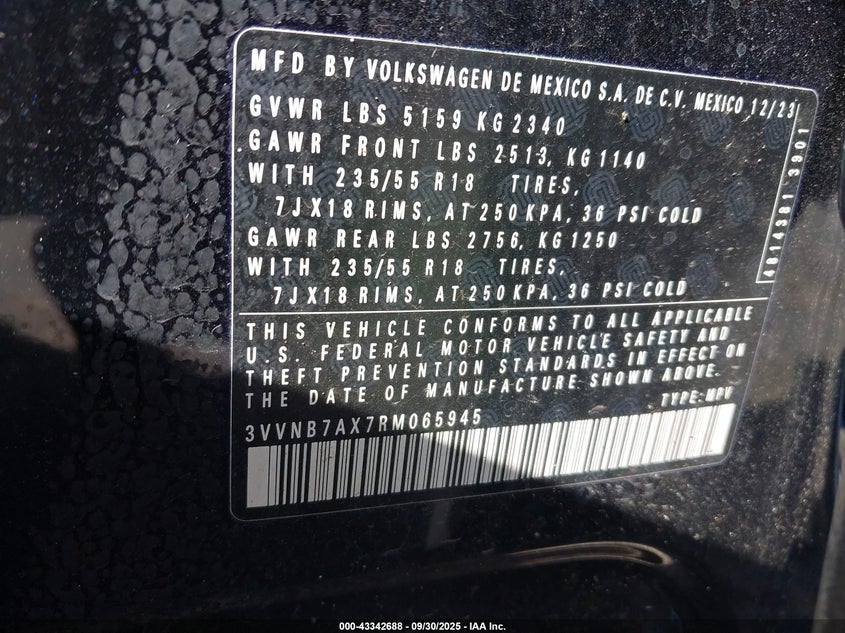 MFD BY VOLKSWAGEN DE MEXICO S.A. DE C.V. MEXICO 12/23
GVWR LBS 5159 KG 2340
GAWR FRONT LBS 2513, KG 1140
WITH 235/55 R18 TIRES,
7JX18 RIMS, AT 250 KPA, 36 PSI COLD
GAWR REAR LBS 2756, KG 1250
WITH 235/55 R18 TIRES,
7JX18 RIMS, AT 250 KPA, 36 PSI COLD
4814381 3901
THIS VEHICLE CONFORMS TO ALL APPLICABLE
U.S. FEDERAL MOTOR VEHICLE SAFETY AND
THEFT PREVENTION STANDARDS IN EFFECT ON
THE DATE OF MANUFACTURE SHOWN ABOVE.
TYPE: MPV
3VVNB7AX7RM065945
000-43342688 - 09/30/2025 - IAA Inc.